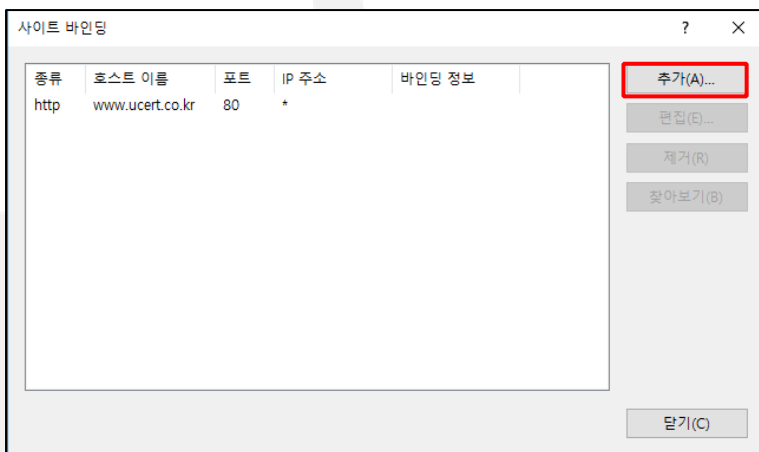 사이트 바인딩 ?
종류 호스트 이름 포트 IP 주소 바인딩 정보
http www.ucert.co.kr 80 *
추가(A)...
편집(E)...
제거(R)
찾아보기(B)
닫기(C)